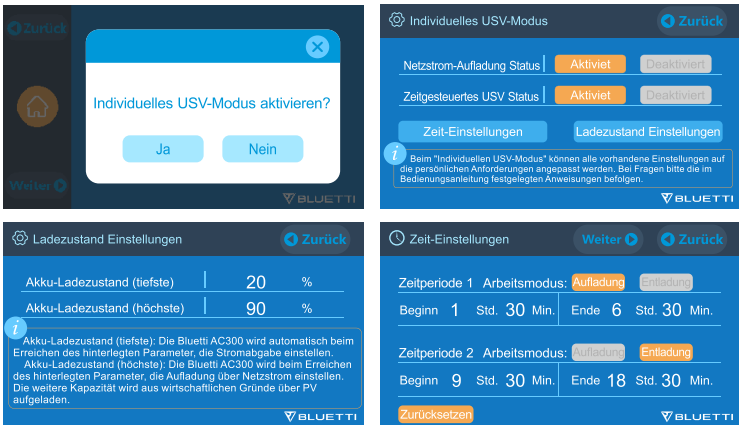 Zurück
Individuelles USV-Modus aktivieren?
Ja
Nein
Weiter
BLUETTI
Individuelles USV-Modus
Zurück
Netzstrom-Aufladung Status
Aktiviet
Deaktiviert
Zeitgesteuertes USV Status
Aktiviet
Deaktiviert
Zeit-Einstellungen
Ladezustand Einstellungen
i
Beim "Individuellen USV-Modus" können alle vorhandene Einstellungen auf
die persönlichen Anforderungen angepasst werden. Bei Fragen bitte die im
Bedienungsanleitung festgelegten Anweisungen befolgen.
BLUETTI
Ladezustand Einstellungen
Zurück
Akku-Ladezustand (tiefste) 20 %
Akku-Ladezustand (höchste) 90 %
i
Akku-Ladezustand (tiefste): Die Bluetti AC300 wird automatisch beim
Erreichen des hinterlegten Parameter, die Stromabgabe einstellen.
Akku-Ladezustand (höchste): Die Bluetti AC300 wird beim Erreichen
des hinterlegten Parameter, die Aufladung über Netzstrom einstellen.
Die weitere Kapazität wird aus wirtschaftlichen Gründe über PV
aufgeladen.
BLUETTI
Zeit-Einstellungen
Weiter
Zurück
Zeitperiode 1 Arbeitsmodus: Aufladung Entladung
Beginn 1 Std. 30 Min. Ende 6 Std. 30 Min.
Zeitperiode 2 Arbeitsmodus: Aufladung Entladung
Beginn 9 Std. 30 Min. Ende 18 Std. 30 Min.
Zurücksetzen
BLUETTI